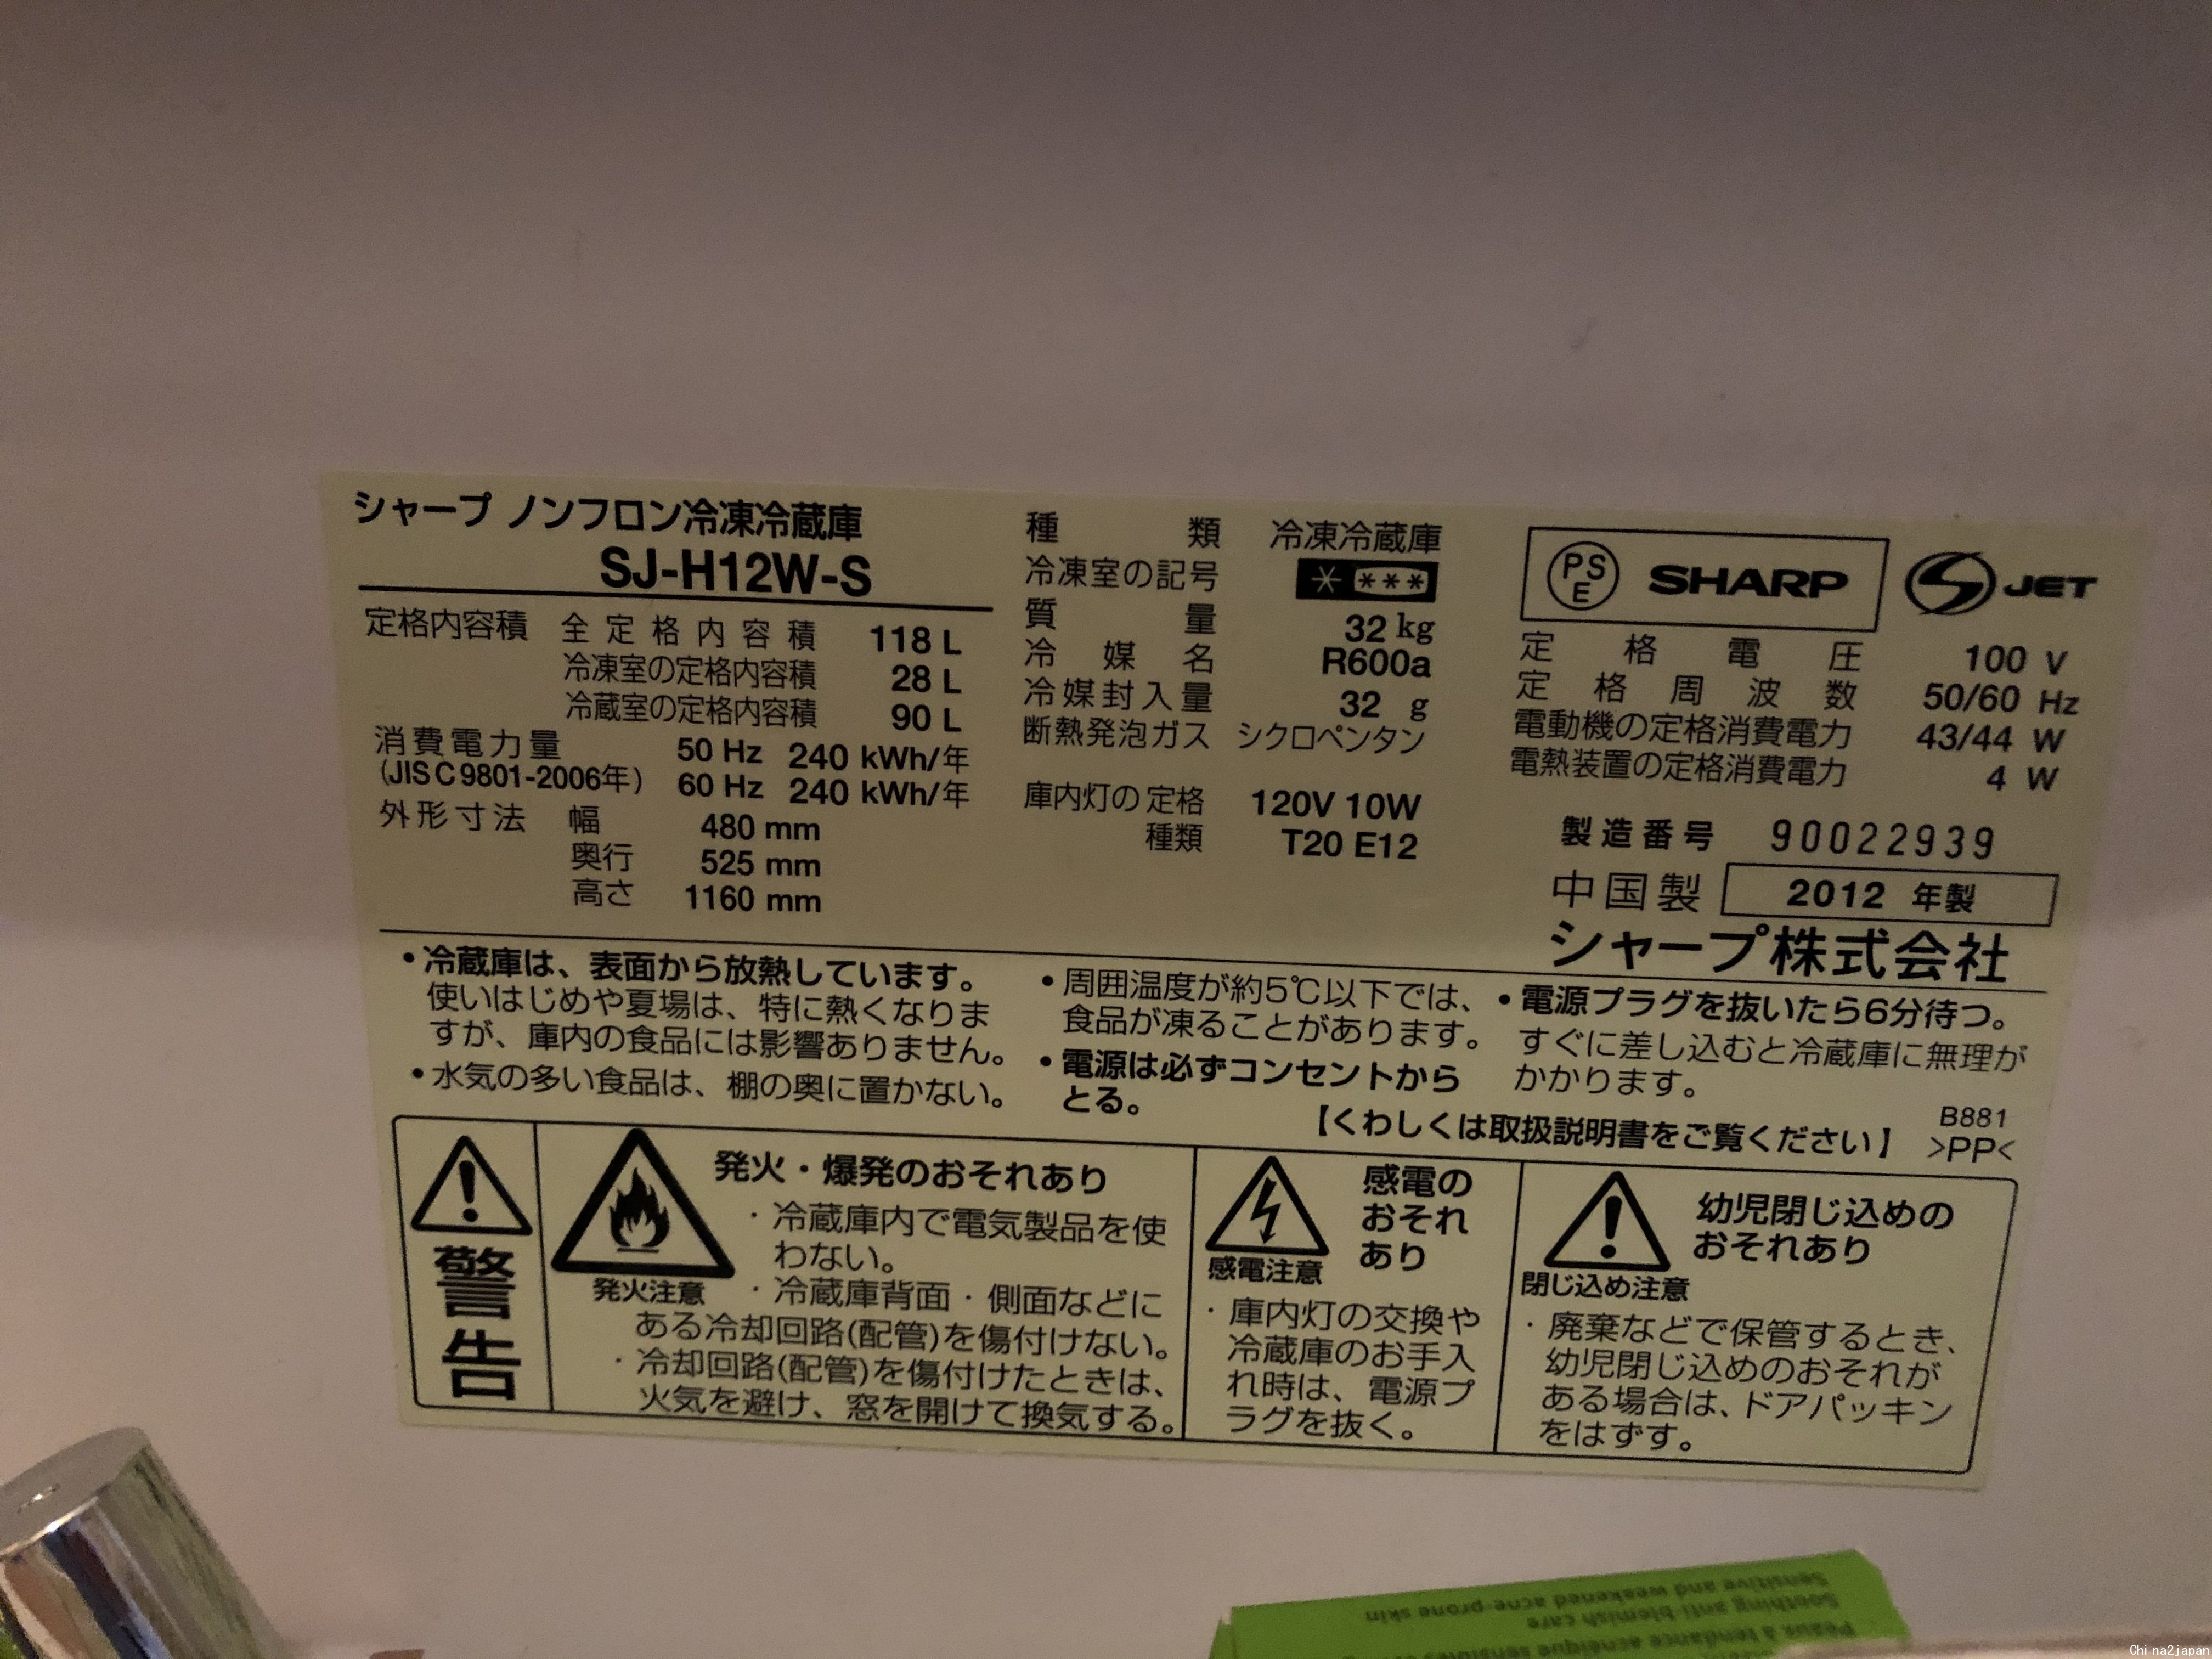 シャープ ノンフロン冷凍冷蔵庫
SJ-H12W-S
定格内容積 全定格内容積 118 L
冷凍室の定格内容積 28 L
冷蔵室の定格内容積 90 L
消費電力量 50 Hz 240 kWh/年
(JIS C 9801-2006年) 60 Hz 240 kWh/年
外形寸法 幅 480 mm
奥行 525 mm
高さ 1160 mm
種類 冷凍冷蔵庫
冷凍室の記号 * ***
質量 32 kg
冷媒名 R600a
冷媒封入量 32 g
断熱発泡ガス シクロペンタン
庫内灯の定格 120V 10W
種類 T20 E12
PSE SHARP S JET
定格電圧 100 V
定格周波数 50/60 Hz
電動機の定格消費電力 43/44 W
電熱装置の定格消費電力 4 W
製造番号 90022939
中国製 2012 年製
シャープ株式会社
・冷蔵庫は、表面から放熱しています。
使いはじめや夏場は、特に熱くなりま
すが、庫内の食品には影響ありません。
・水気の多い食品は、棚の奥に置かない。
・周囲温度が約5℃以下では、
食品が凍ることがあります。
・電源は必ずコンセントから
とる。
・電源プラグを抜いたら6分待つ。
すぐに差し込むと冷蔵庫に無理が
かかります。
【くわしくは取扱説明書をご覧ください】
B881
>PP<
警告
発火注意
発火・爆発のおそれあり
・冷蔵庫内で電気製品を使
わない。
・冷蔵庫背面・側面などに
ある冷却回路(配管)を傷付けない。
・冷却回路(配管)を傷付けたときは、
火気を避け、窓を開けて換気する。
感電注意
感電の
おそれ
あり
・庫内灯の交換や
冷蔵庫のお手入
れ時は、電源プ
ラグを抜く。
閉じ込め注意
幼児閉じ込めの
おそれあり
・廃棄などで保管するとき、
幼児閉じ込めのおそれが
ある場合は、ドアパッキン
をはずす。
Sensitive and weakened acne-prone skin
Soothing anti blemish care
Peaux à tendance acnéique
China2japan